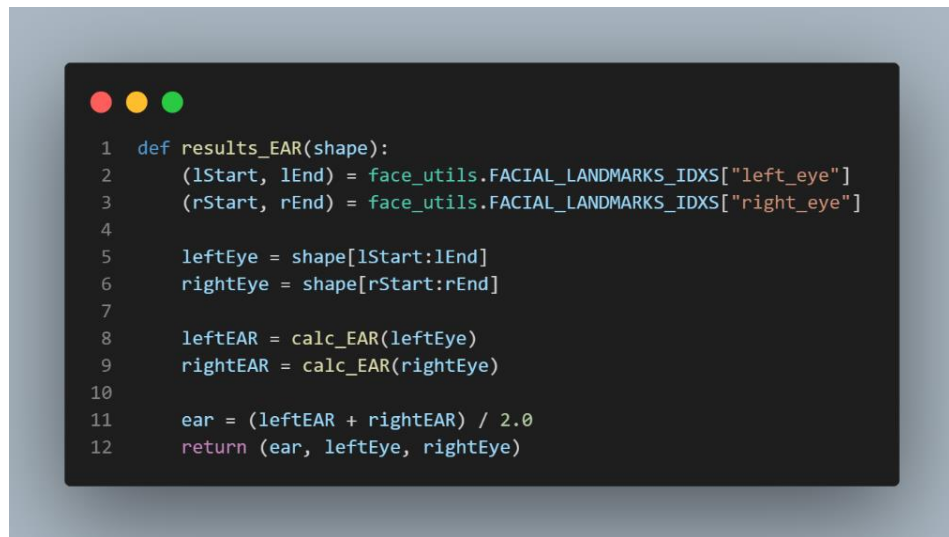 1 def results_EAR(shape):
2     (lStart, lEnd) = face_utils.FACIAL_LANDMARKS_IDXS["left_eye"]
3     (rStart, rEnd) = face_utils.FACIAL_LANDMARKS_IDXS["right_eye"]
4
5     leftEye = shape[lStart:lEnd]
6     rightEye = shape[rStart:rEnd]
7
8     leftEAR = calc_EAR(leftEye)
9     rightEAR = calc_EAR(rightEye)
10
11     ear = (leftEAR + rightEAR) / 2.0
12     return (ear, leftEye, rightEye)